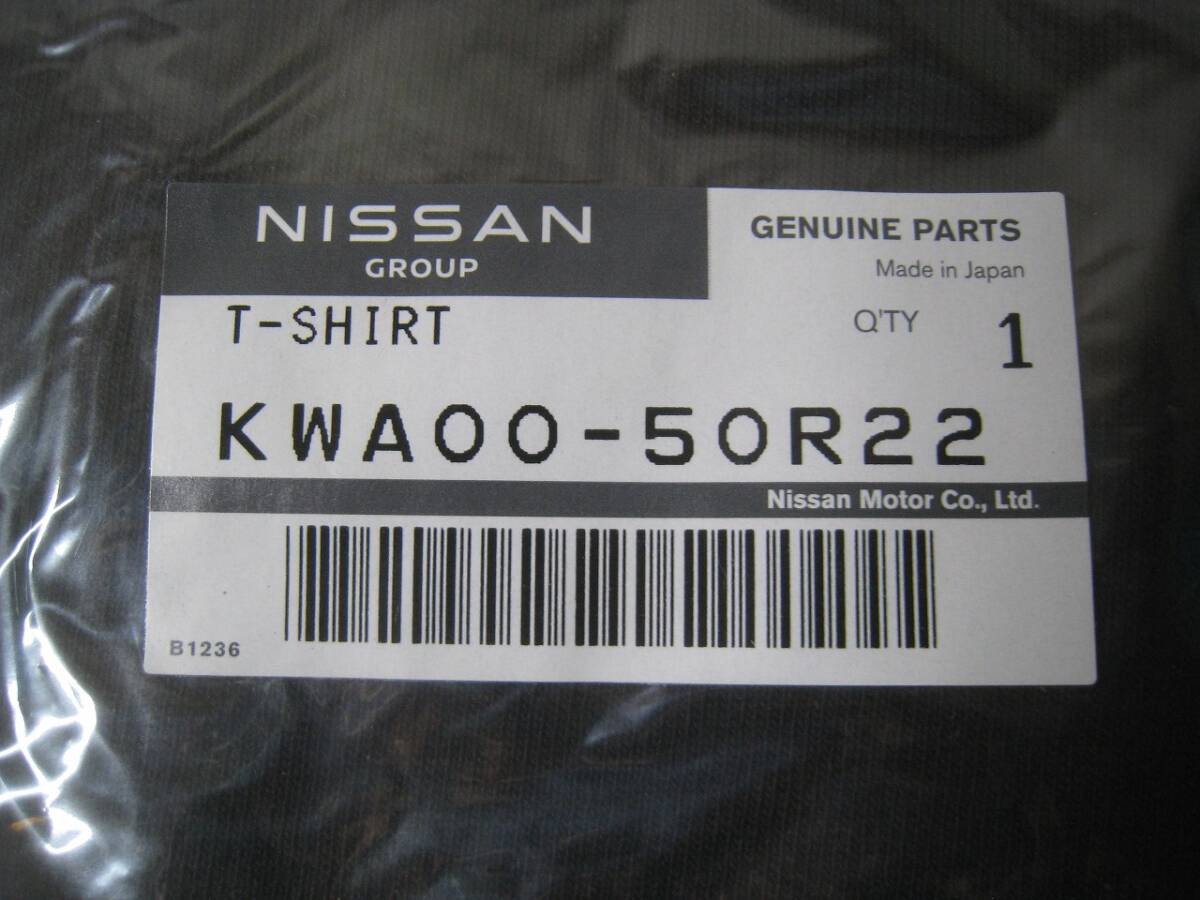 NISSAN
GROUP
GENUINE PARTS
Made in Japan
T-SHIRT
Q'TY 1
KWA00-50R22
Nissan Motor Co., Ltd.
B1236